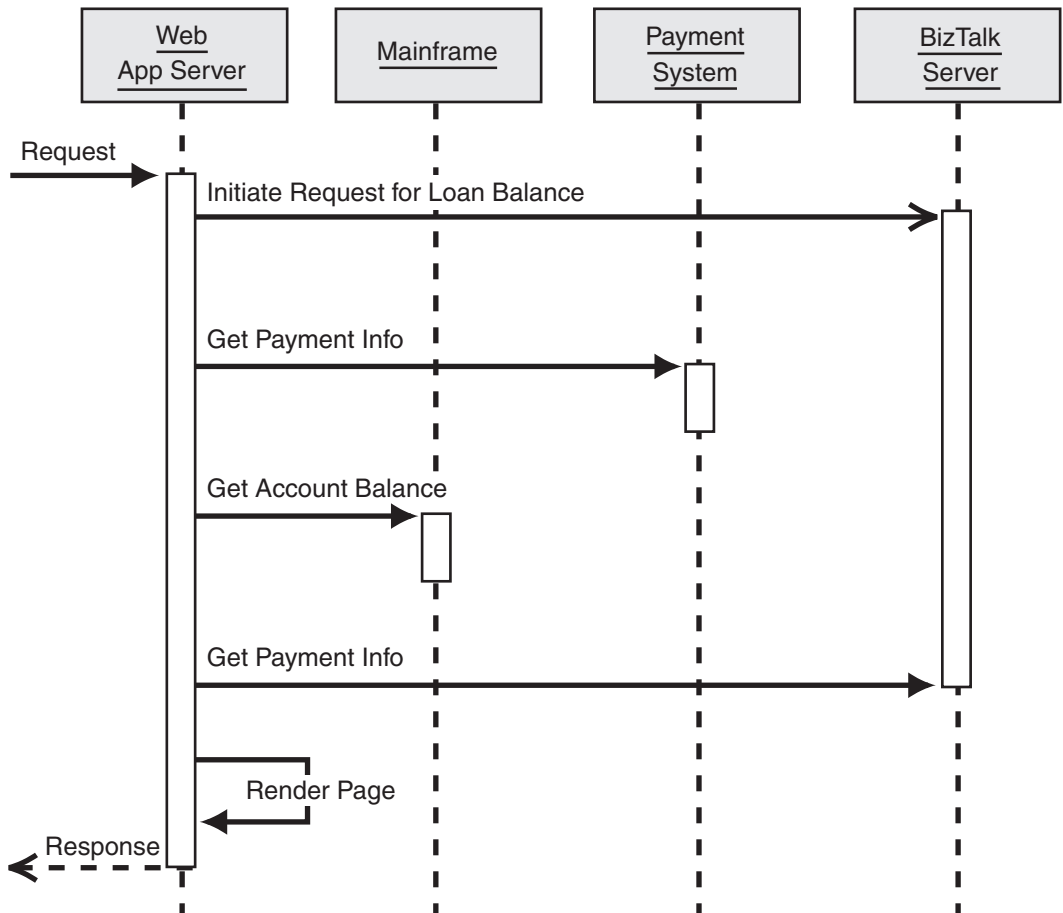 Web
App Server
Mainframe
Payment
System
BizTalk
Server
Request
Initiate Request for Loan Balance
Get Payment Info
Get Account Balance
Get Payment Info
Render Page
Response